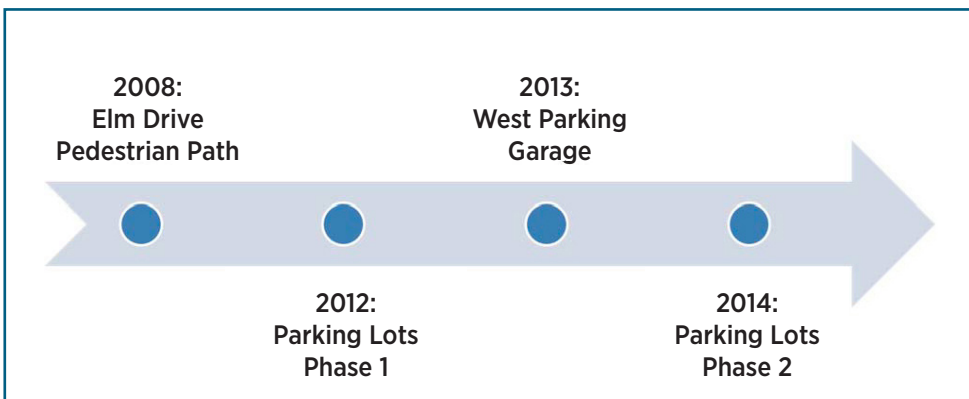 2008:
Elm Drive
Pedestrian Path
2012:
Parking Lots
Phase 1
2013:
West Parking
Garage
2014:
Parking Lots
Phase 2